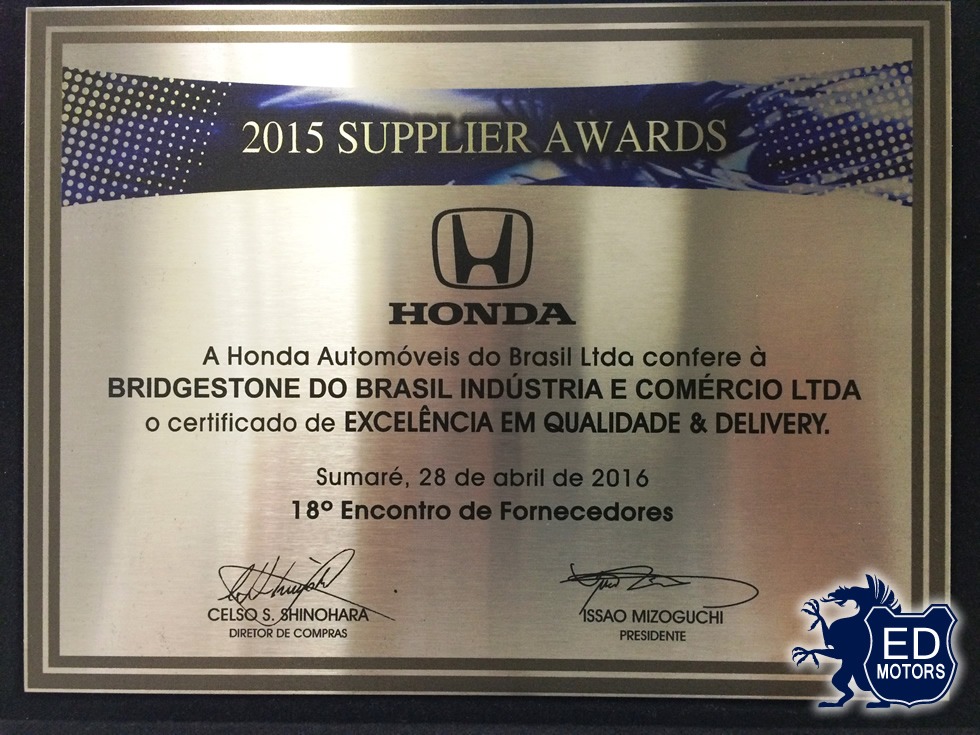 2015 SUPPLIER AWARDS
HONDA
A Honda Automóveis do Brasil Ltda confere à
BRIDGESTONE DO BRASIL INDÚSTRIA E COMÉRCIO LTDA
o certificado de EXCELÊNCIA EM QUALIDADE & DELIVERY.
Sumaré, 28 de abril de 2016
18º Encontro de Fornecedores
CELSO S. SHINOHARA
DIRETOR DE COMPRAS
ISSAO MIZOGUCHI
PRESIDENTE
ED
MOTORS